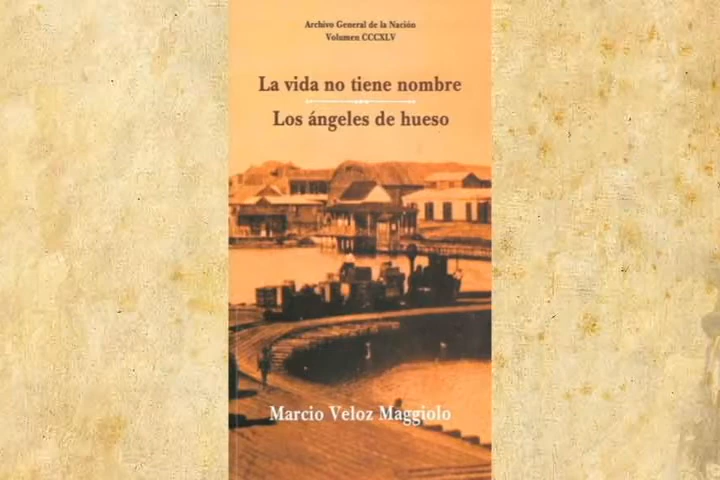 Archivo General de la Nación
Volumen CCCXLV
La vida no tiene nombre
Los ángeles de hueso
Marcio Veloz Maggiolo